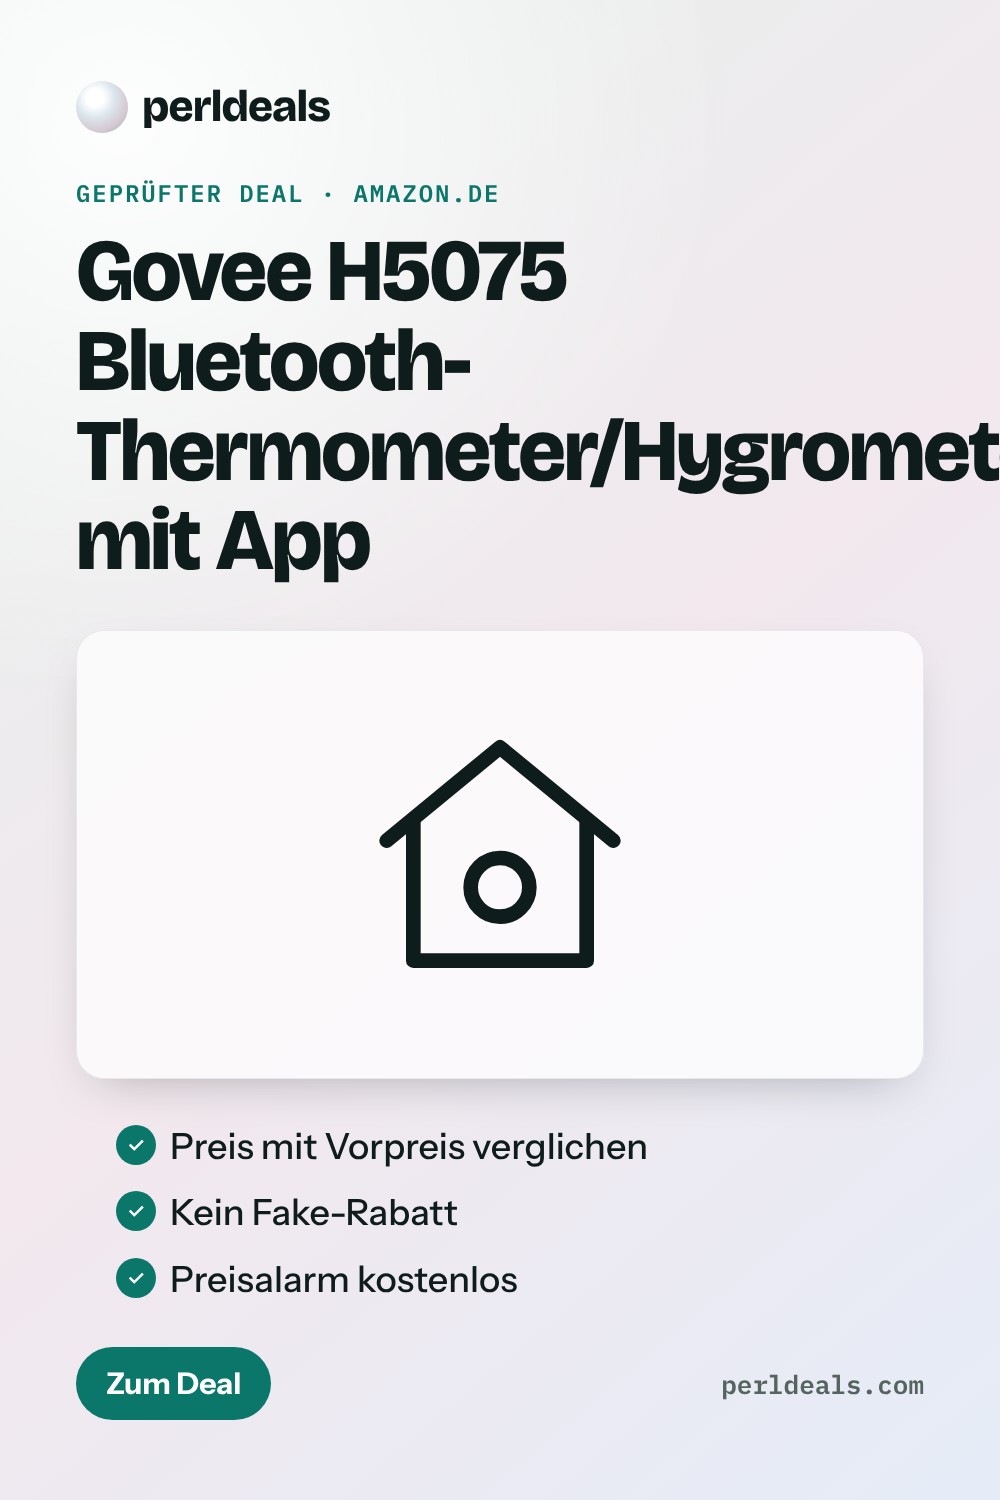 perldeals
GEPRÜFTER DEAL · AMAZON.DE
Govee H5075
Bluetooth-
Thermometer/Hygromet
mit App
Preis mit Vorpreis verglichen
Kein Fake-Rabatt
Preisalarm kostenlos
Zum Deal
perldeals.com